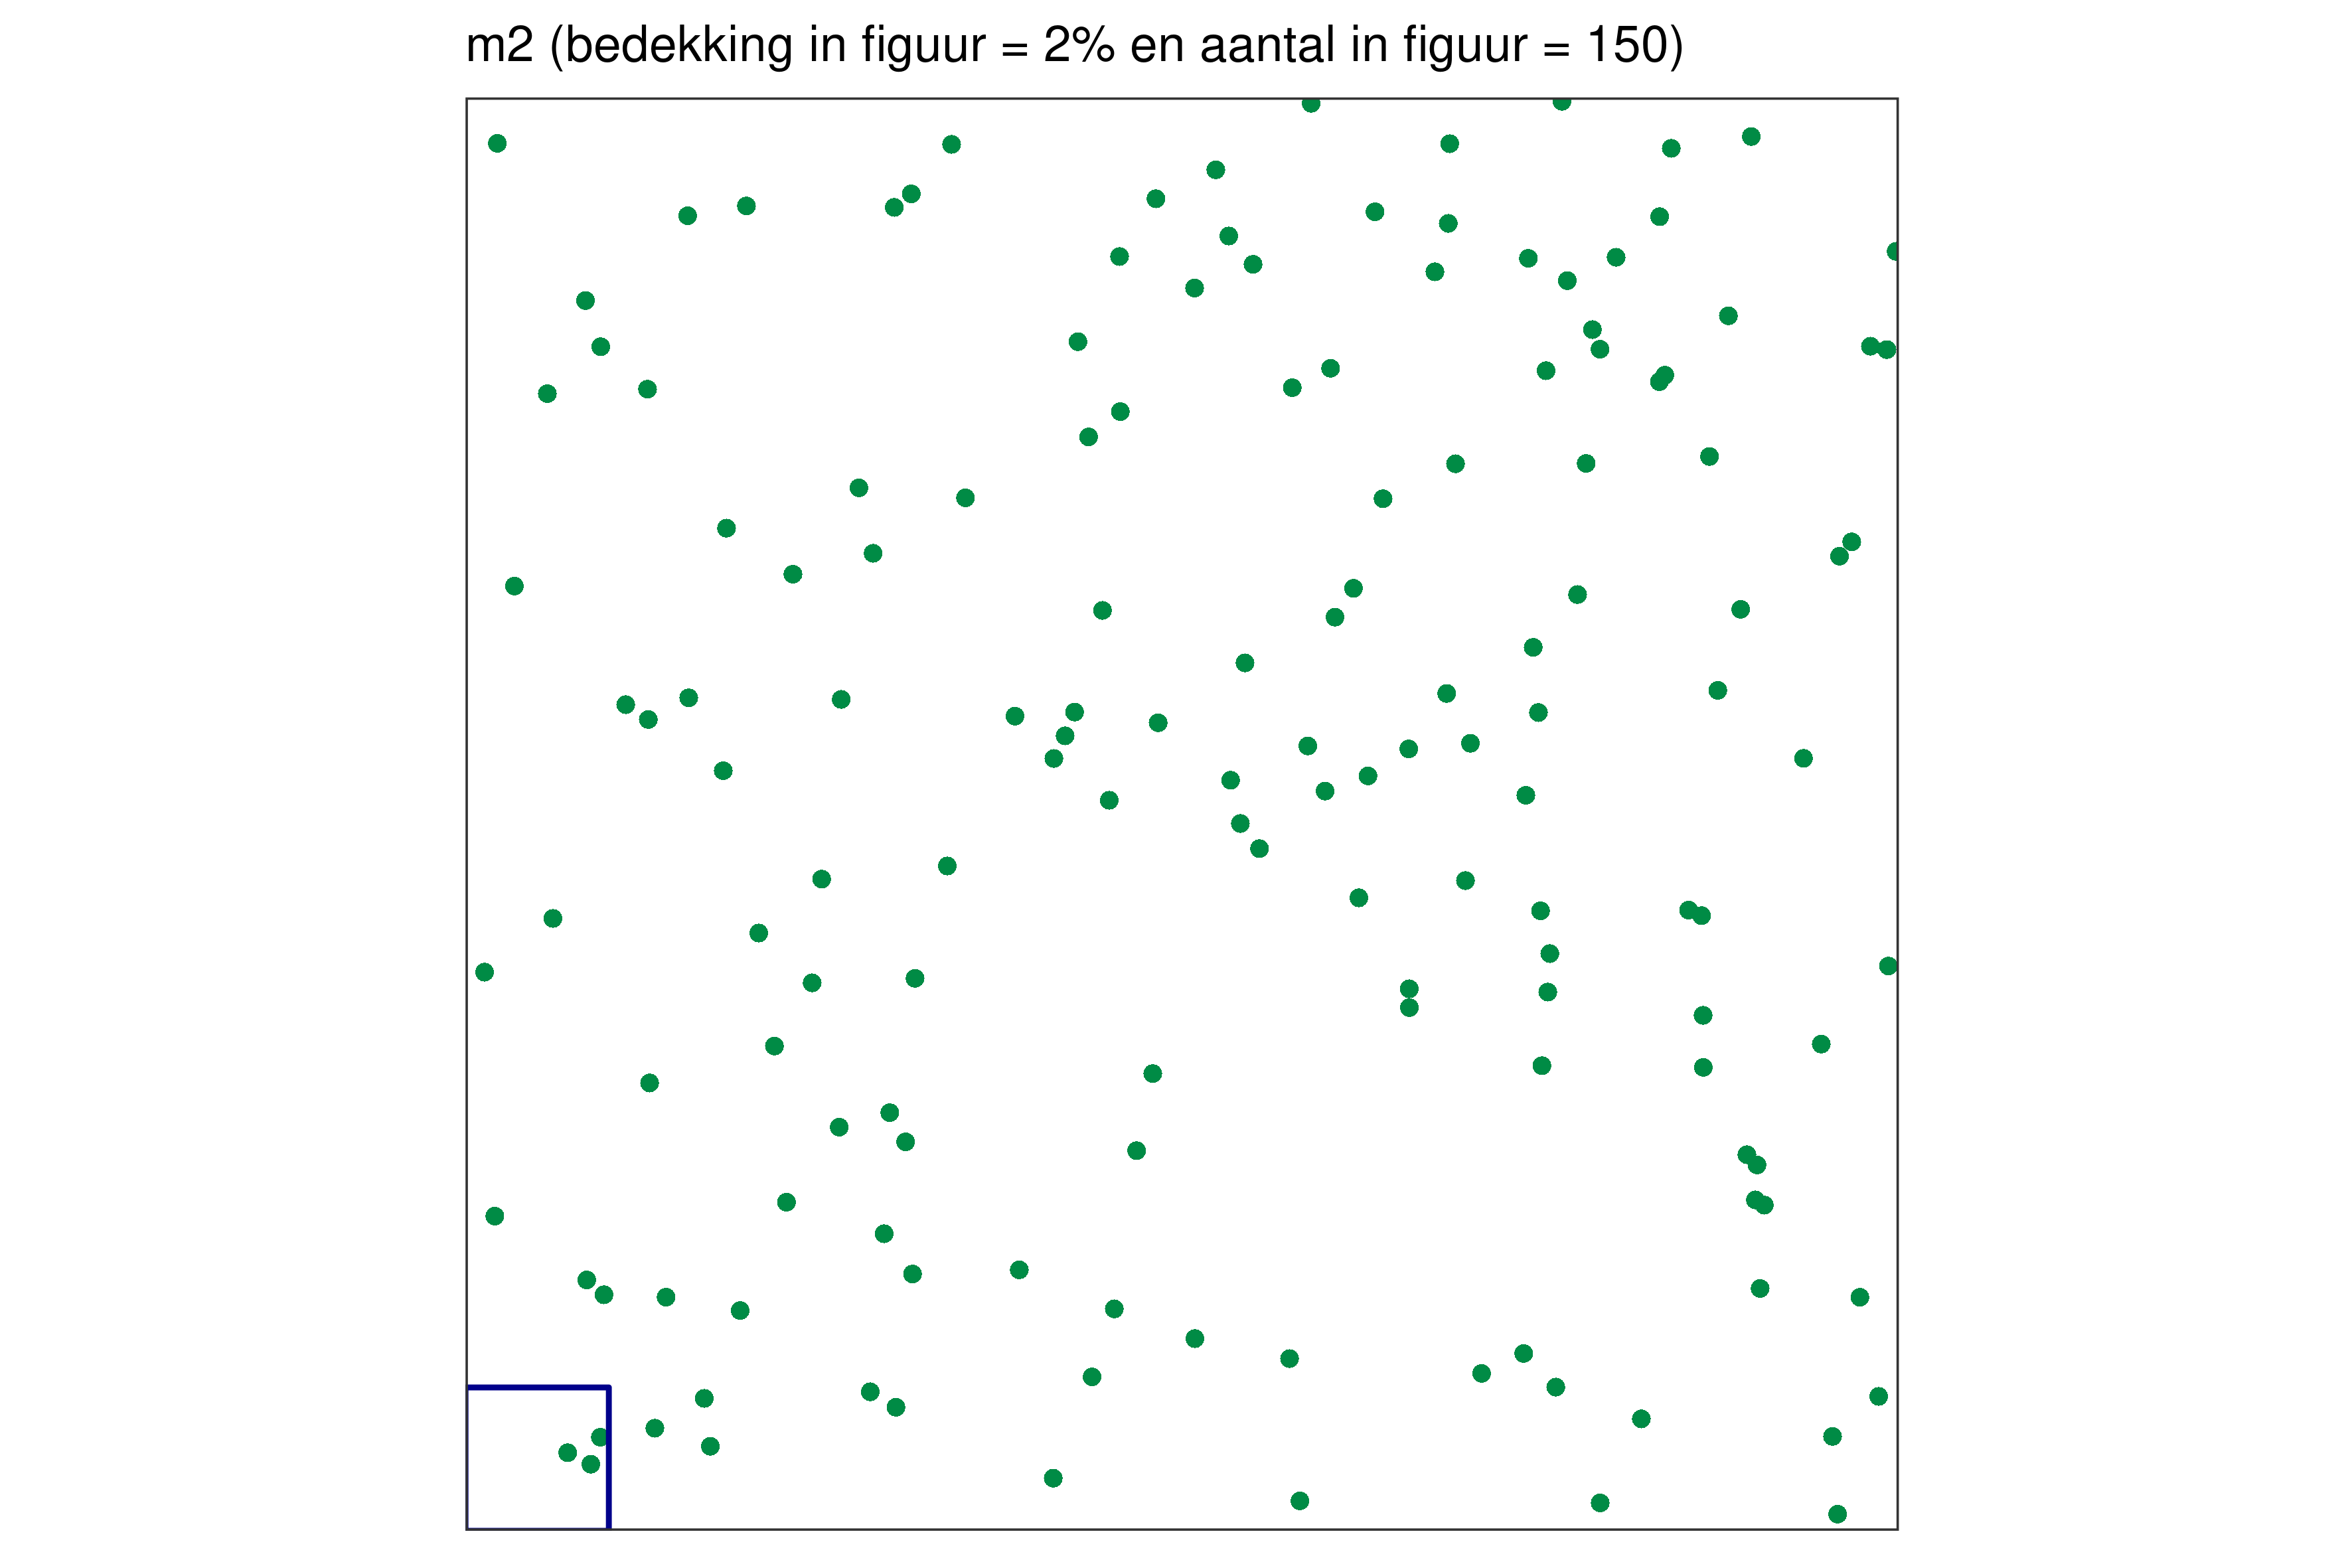 m2 (bedekking in figuur = 2% en aantal in figuur = 150)